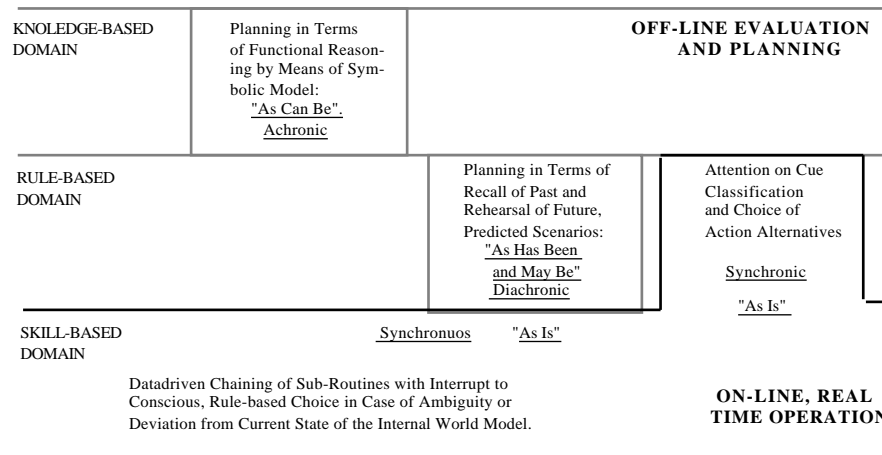 KNOWLEDGE-BASED
DOMAIN
Planning in Terms
of Functional Reason-
ing by Means of Sym-
bolic Model:
"As Can Be".
Achronic
OFF-LINE EVALUATION
AND PLANNING
RULE-BASED
DOMAIN
Planning in Terms of
Recall of Past and
Rehearsal of Future,
Predicted Scenarios:
"As Has Been
and May Be"
Diachronic
Attention on Cue
Classification
and Choice of
Action Alternatives
Synchronic
"As Is"
SKILL-BASED
DOMAIN
Synchronuos "As Is"
Datadriven Chaining of Sub-Routines with Interrupt to
Conscious, Rule-based Choice in Case of Ambiguity or
Deviation from Current State of the Internal World Model.
ON-LINE, REAL
TIME OPERATION